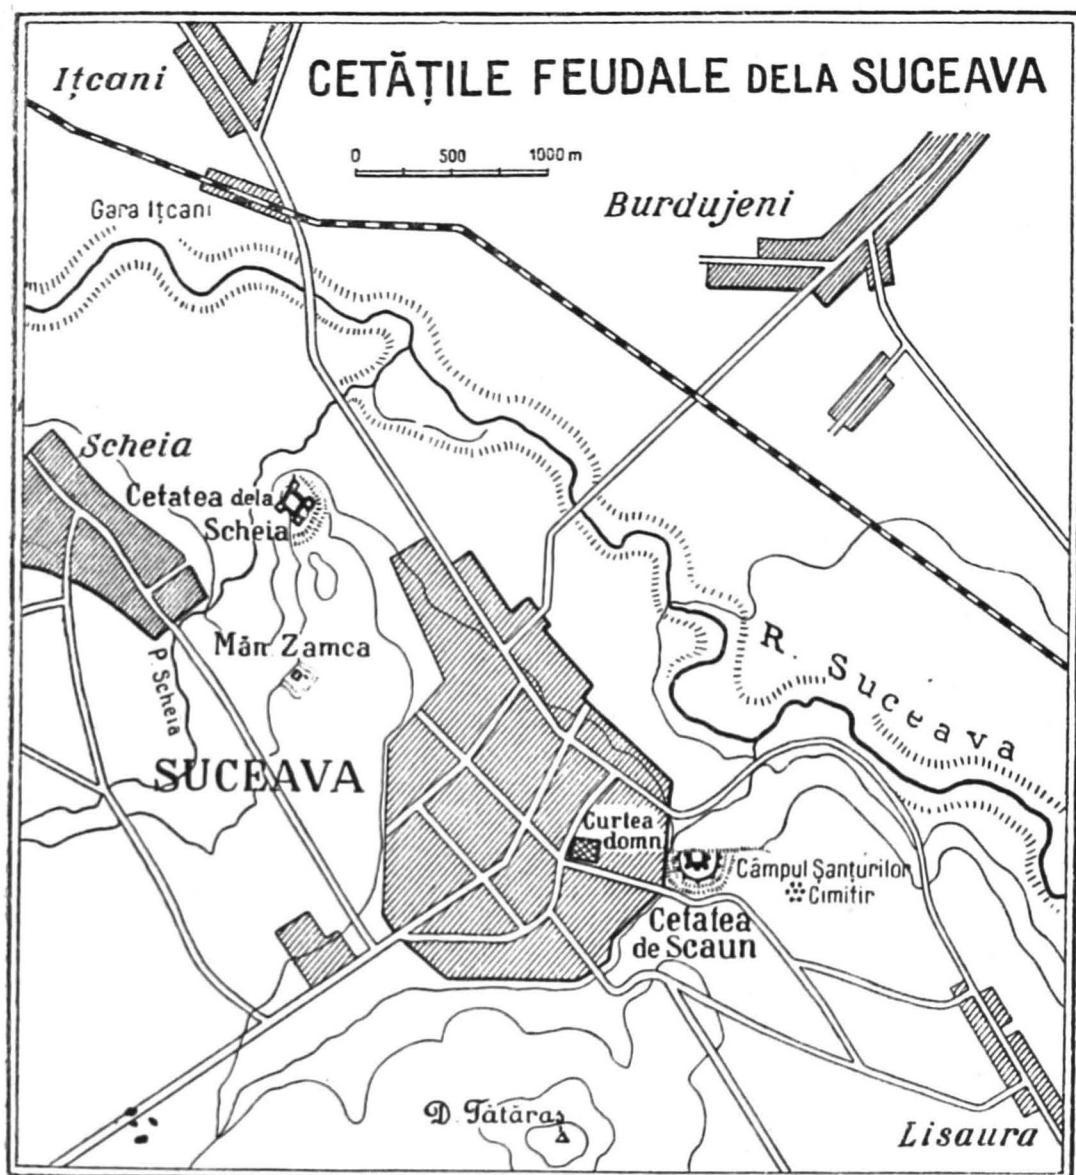 CETĂȚILE FEUDALE DELA SUCEAVA
Ițcani
0 500 1000 m
Burdujeni
Gara Ițcani
Scheia
Cetatea dela
Scheia
R. Suceava
Măn. Zamca
P. Scheia
SUCEAVA
Curtea
domn.
Câmpul Șanțurilor
Cimitir
Cetatea
de Scaun
D. Tătăraș
Lisaura